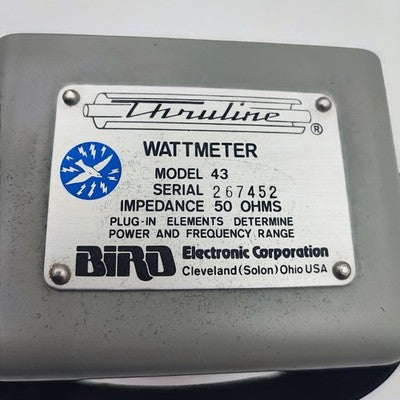 Thruline ®
WATTMETER
MODEL 43
SERIAL 267452
IMPEDANCE 50 OHMS
PLUG-IN ELEMENTS DETERMINE
POWER AND FREQUENCY RANGE
BIRD Electronic Corporation
Cleveland (Solon) Ohio USA